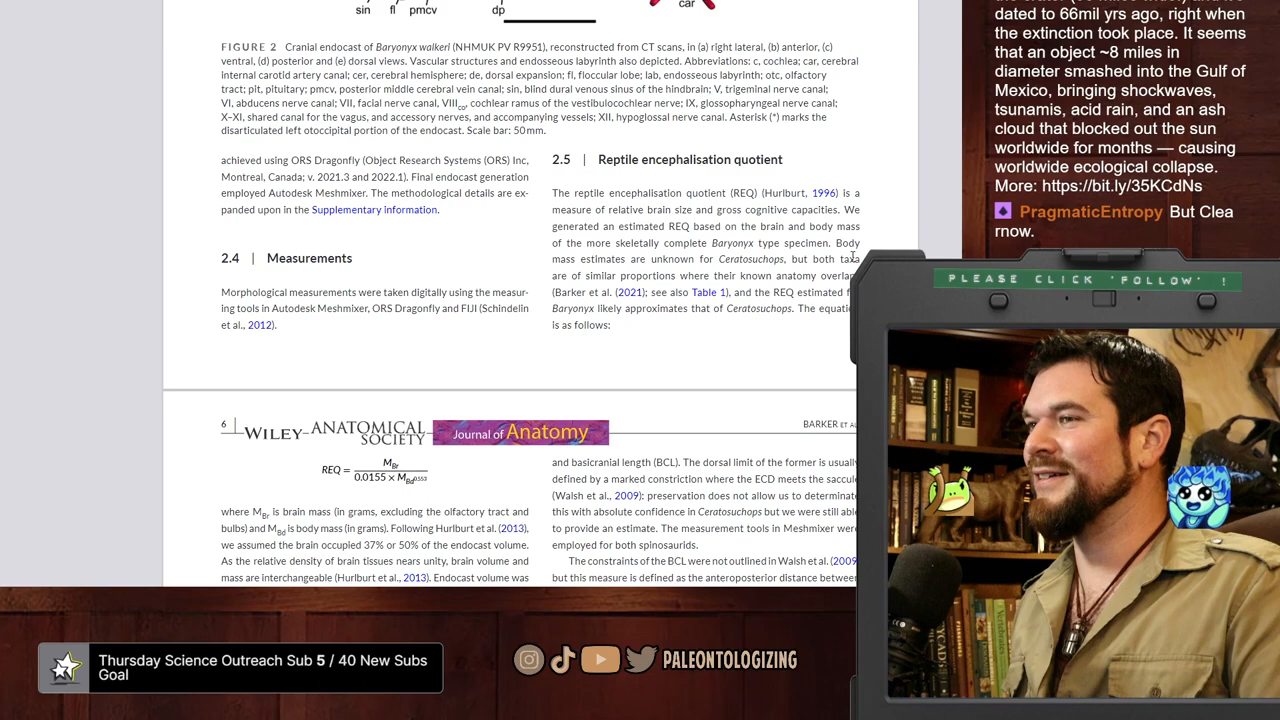 sin fl pmcv dp car
FIGURE 2 Cranial endocast of Baryonyx walkeri (NHMUK PV R9951), reconstructed from CT scans, in (a) right lateral, (b) anterior, (c)
ventral, (d) posterior and (e) dorsal views. Vascular structures and endosseous labyrinth also depicted. Abbreviations: c, cochlea; car, cerebral
internal carotid artery canal; cer, cerebral hemisphere; de, dorsal expansion; fl, floccular lobe; lab, endosseous labyrinth; otc, olfactory
tract; pit, pituitary; pmcv, posterior middle cerebral vein canal; sin, blind dural venous sinus of the hindbrain; V, trigeminal nerve canal;
VI, abducens nerve canal; VII, facial nerve canal, VIIIco, cochlear ramus of the vestibulocochlear nerve; IX, glossopharyngeal nerve canal;
X–XI, shared canal for the vagus, and accessory nerves, and accompanying vessels; XII, hypoglossal nerve canal. Asterisk (*) marks the
disarticulated left otoccipital portion of the endocast. Scale bar: 50 mm.
achieved using ORS Dragonfly (Object Research Systems (ORS) Inc,
Montreal, Canada; v. 2021.3 and 2022.1). Final endocast generation
employed Autodesk Meshmixer. The methodological details are ex-
panded upon in the Supplementary information.
2.4 | Measurements
Morphological measurements were taken digitally using the measur-
ing tools in Autodesk Meshmixer, ORS Dragonfly and FIJI (Schindelin
et al., 2012).
2.5 | Reptile encephalisation quotient
The reptile encephalisation quotient (REQ) (Hurlburt, 1996) is a
measure of relative brain size and gross cognitive capacities. We
generated an estimated REQ based on the brain and body mass
of the more skeletally complete Baryonyx type specimen. Body
mass estimates are unknown for Ceratosuchops, but both taxa
are of similar proportions where their known anatomy overlap
(Barker et al. (2021); see also Table 1), and the REQ estimated f
Baryonyx likely approximates that of Ceratosuchops. The equati
is as follows:
6 WILEY ANATOMICAL SOCIETY Journal of Anatomy BARKER ET AL
REQ = MBr / 0.0155 × MBd0.553
where MBr is brain mass (in grams, excluding the olfactory tract and
bulbs) and MBd is body mass (in grams). Following Hurlburt et al. (2013),
we assumed the brain occupied 37% or 50% of the endocast volume.
As the relative density of brain tissues nears unity, brain volume and
mass are interchangeable (Hurlburt et al., 2013). Endocast volume was
and basicranial length (BCL). The dorsal limit of the former is usually
defined by a marked constriction where the ECD meets the saccul
(Walsh et al., 2009): preservation does not allow us to determinat
this with absolute confidence in Ceratosuchops but we were still abl
to provide an estimate. The measurement tools in Meshmixer wer
employed for both spinosaurids.
The constraints of the BCL were not outlined in Walsh et al. (2009
but this measure is defined as the anteroposterior distance between
dated to 66mil yrs ago, right when
the extinction took place. It seems
that an object ~8 miles in
diameter smashed into the Gulf of
Mexico, bringing shockwaves,
tsunamis, acid rain, and an ash
cloud that blocked out the sun
worldwide for months — causing
worldwide ecological collapse.
More: https://bit.ly/35KCdNs
PragmaticEntropy But Clea
rnow.
PLEASE CLICK 'FOLLOW' !
Thursday Science Outreach Sub 5 / 40 New Subs
Goal
PALEONTOLOGIZING